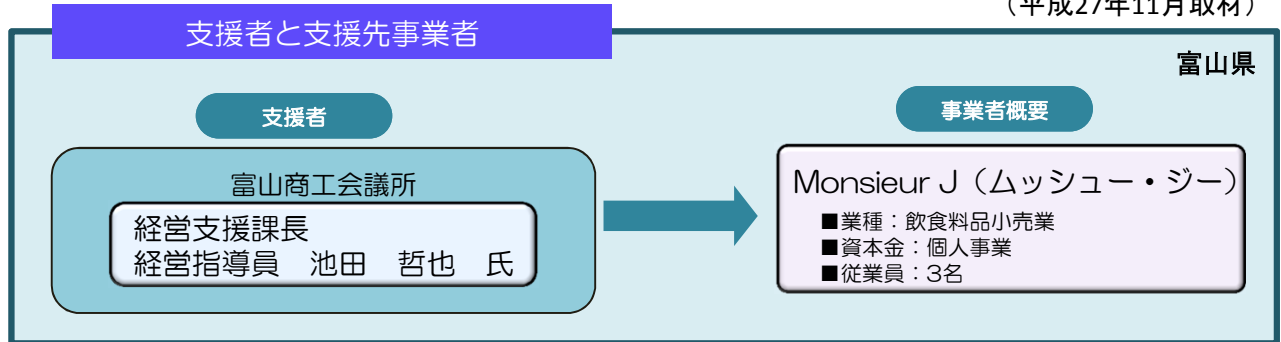 （平成27年11月取材）
支援者と支援先事業者
富山県
支援者
富山商工会議所
経営支援課長
経営指導員　池田　哲也　氏
事業者概要
Monsieur J（ムッシュー・ジー）
■業種：飲食料品小売業
■資本金：個人事業
■従業員：3名